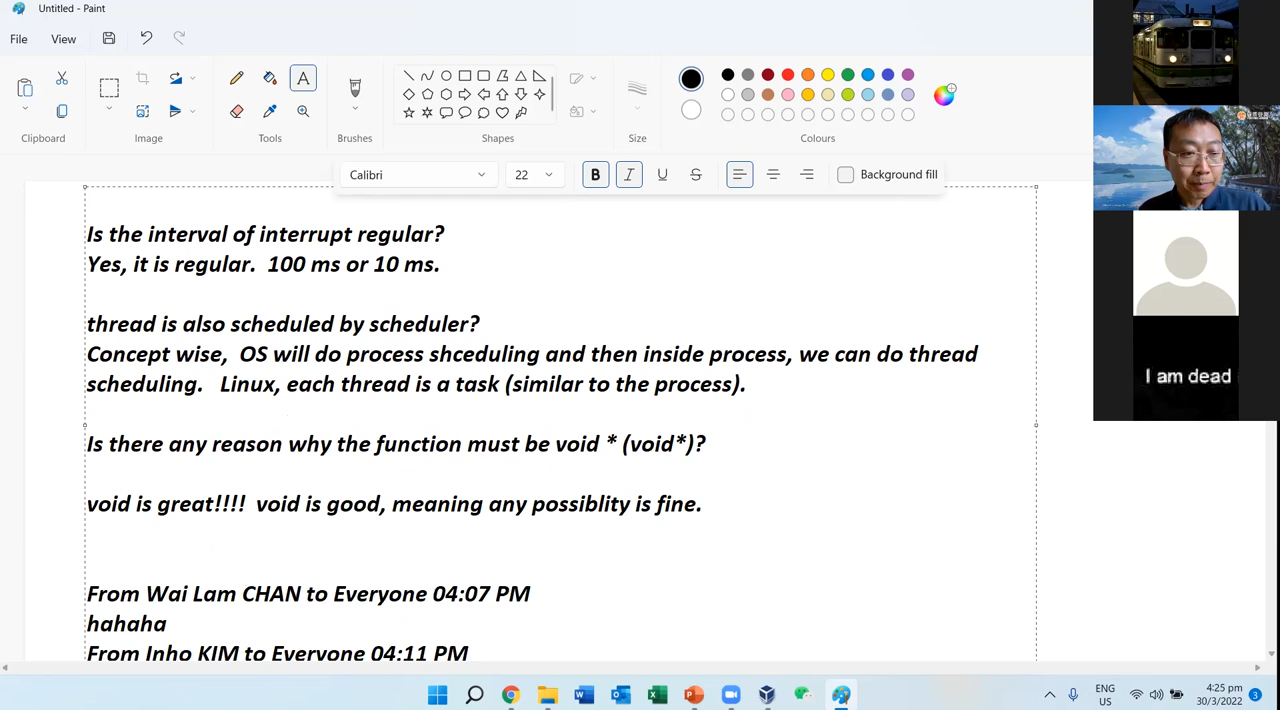 Untitled - Paint
File
View
Clipboard
Image
Tools
Brushes
Shapes
Size
Colours
A
Calibri
22
B
I
U
S
Background fill
Is the interval of interrupt regular?
Yes, it is regular.  100 ms or 10 ms.
thread is also scheduled by scheduler?
Concept wise,  OS will do process shceduling and then inside process, we can do thread
scheduling.   Linux, each thread is a task (similar to the process).
Is there any reason why the function must be void * (void*)?
void is great!!!!  void is good, meaning any possiblity is fine.
From Wai Lam CHAN to Everyone 04:07 PM
hahaha
From Inho KIM to Everyone 04:11 PM
I am dead
ENG
US
4:25 pm
30/3/2022
3